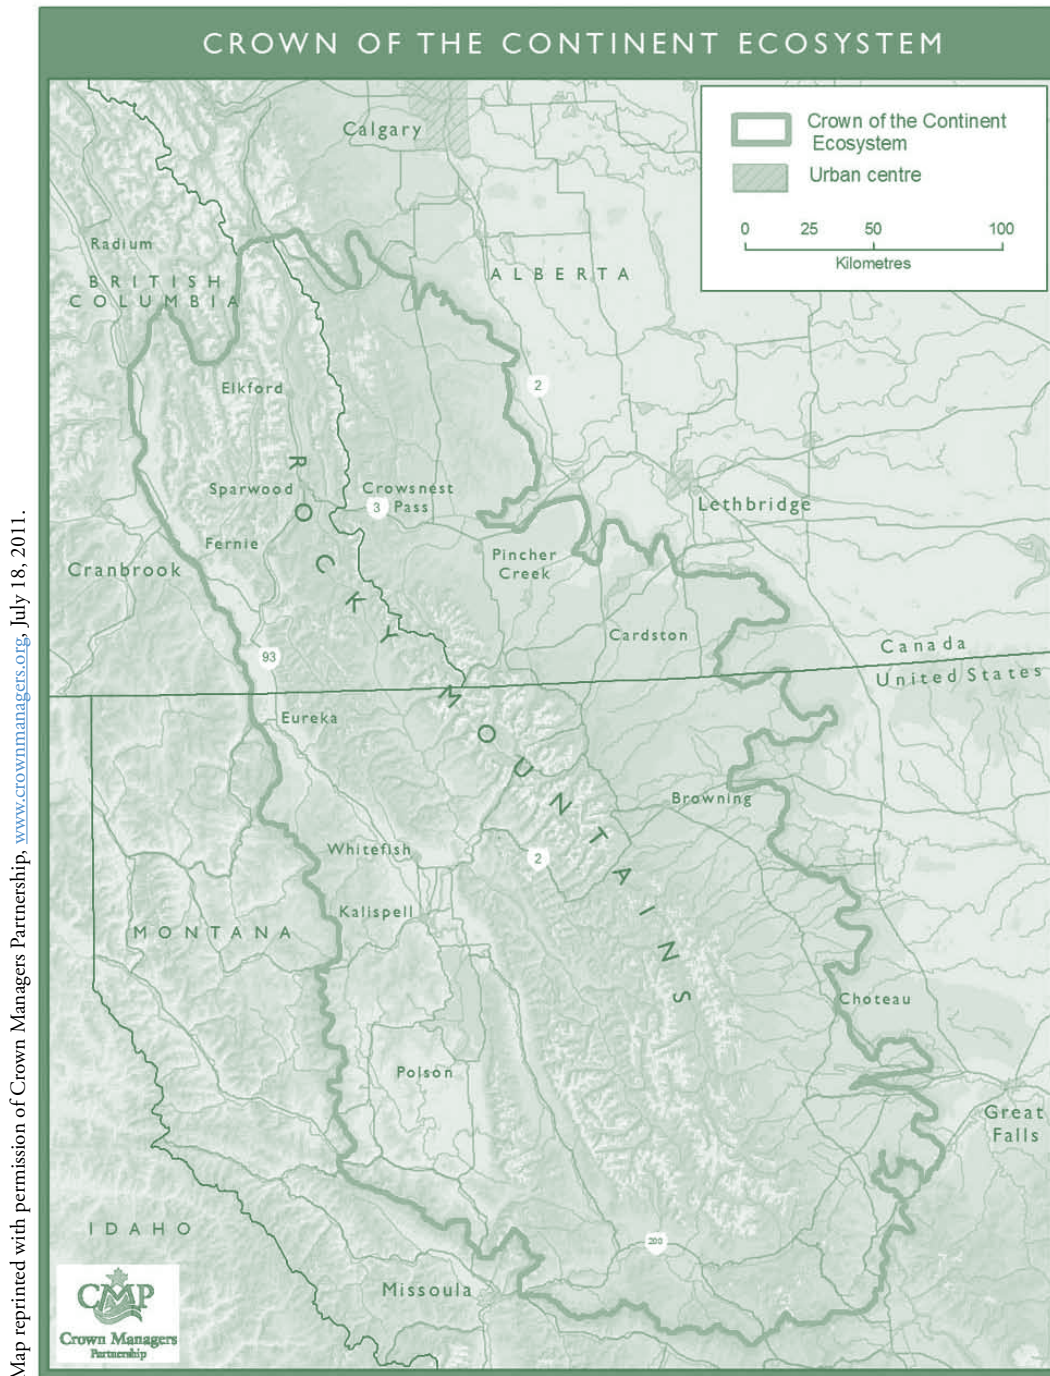 CROWN OF THE CONTINENT ECOSYSTEM
Crown of the Continent
Ecosystem
Urban centre
0 25 50 100
Kilometres
Calgary
Radium
BRITISH
COLUMBIA
ALBERTA
Elkford
2
Sparwood
Crowsnest
3 Pass
Lethbridge
Fernie
Cranbrook
Pincher
Creek
Cardston
93
Canada
United States
ROCKY MOUNTAINS
Eureka
Browning
Whitefish
2
Kalispell
MONTANA
Choteau
Polson
Great
Falls
IDAHO
200
Missoula
CMP
Crown Managers
Partnership
Map reprinted with permission of Crown Managers Partnership, www.crownmanagers.org, July 18, 2011.